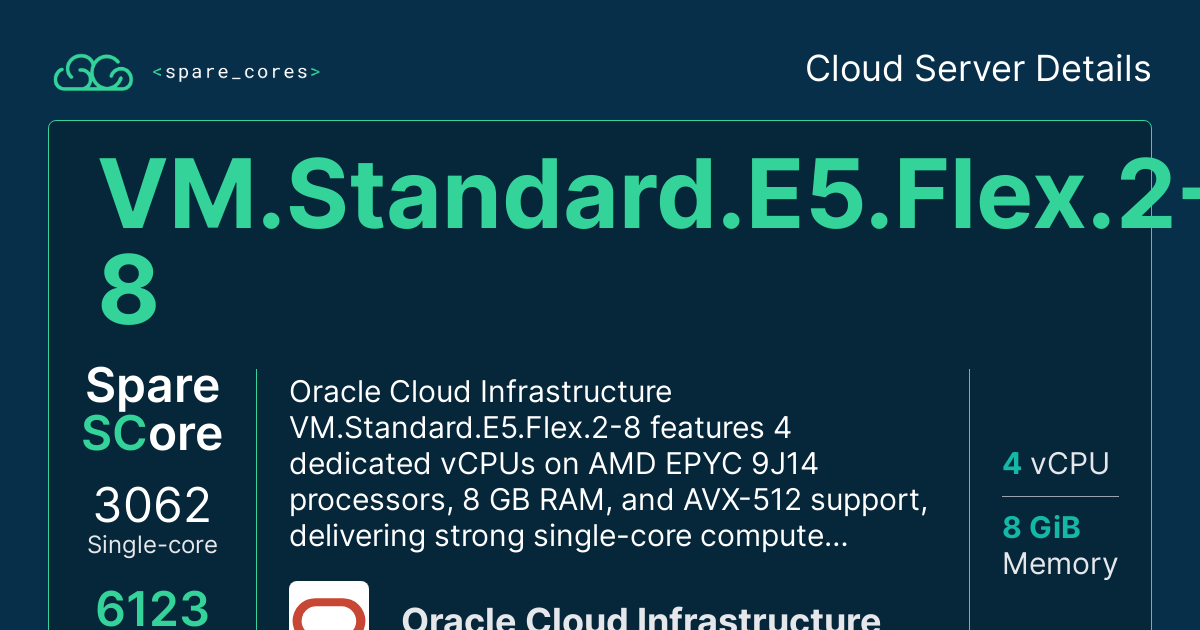 <spare_cores>
Cloud Server Details
VM.Standard.E5.Flex.2-
8
Spare
SCore
3062
Single-core
6123
Oracle Cloud Infrastructure
VM.Standard.E5.Flex.2-8 features 4
dedicated vCPUs on AMD EPYC 9J14
processors, 8 GB RAM, and AVX-512 support,
delivering strong single-core compute...
Oracle Cloud Infrastructure
4 vCPU
8 GiB
Memory